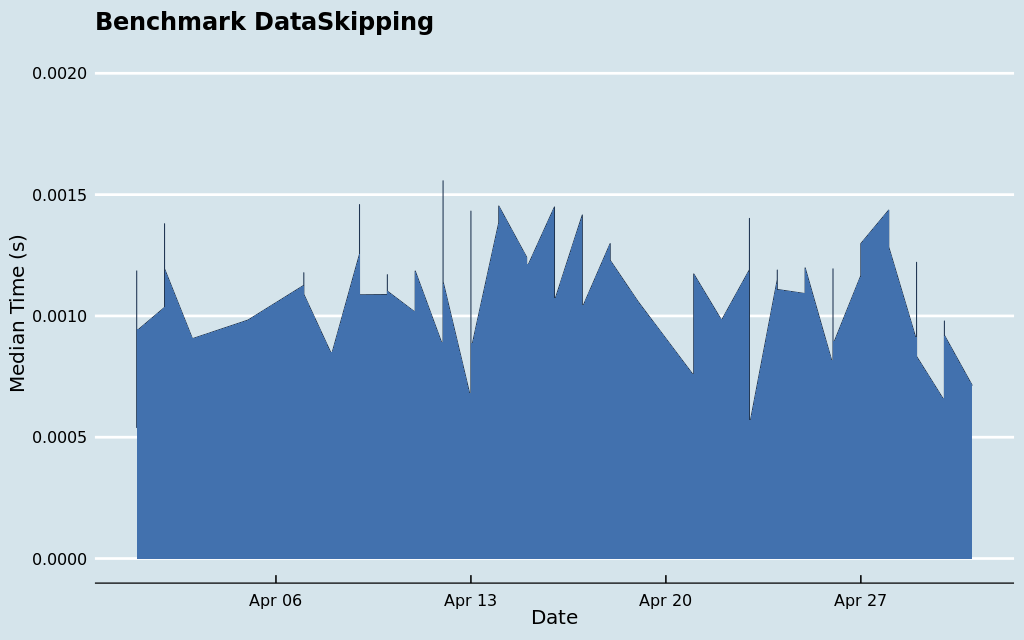 Benchmark DataSkipping
0.0020
0.0015
0.0010
0.0005
0.0000
Median Time (s)
Apr 06
Apr 13
Apr 20
Apr 27
Date